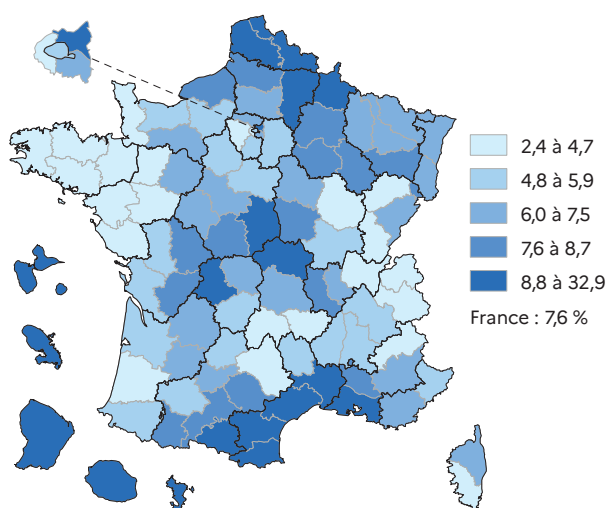 2,4 à 4,7
4,8 à 5,9
6,0 à 7,5
7,6 à 8,7
8,8 à 32,9
France : 7,6 %